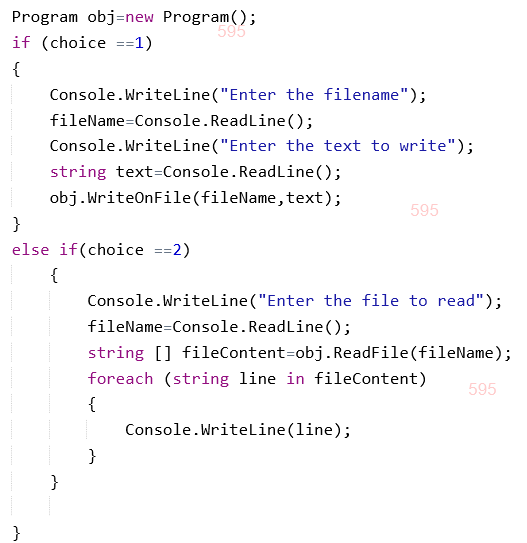 Program obj=new Program();
if (choice ==1)
{
Console.WriteLine("Enter the filename");
fileName=Console.ReadLine();
Console.WriteLine("Enter the text to write");
string text=Console.ReadLine();
obj.WriteOnFile(fileName,text);
}
else if(choice ==2)
{
Console.WriteLine("Enter the file to read");
fileName=Console.ReadLine();
string [] fileContent=obj.ReadFile(fileName);
foreach (string line in fileContent)
{
Console.WriteLine(line);
}
}
}
595
595
595